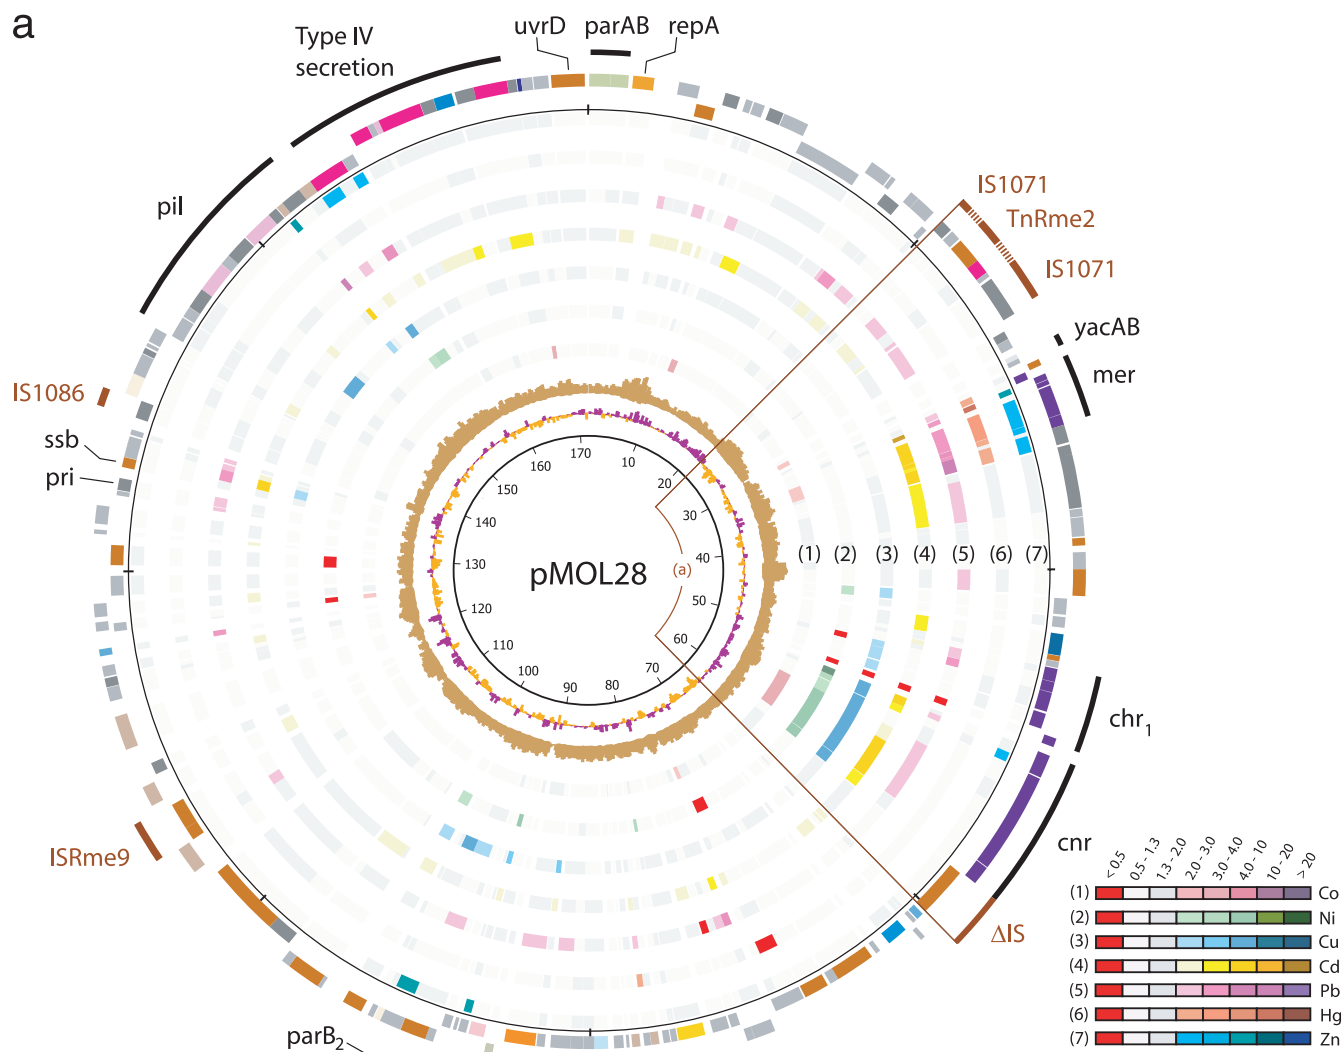 a
Type IV
secretion
uvrD
parAB
repA
pil
IS1071
TnRme2
IS1071
yacAB
mer
IS1086
ssb
pri
170
10
160
20
150
30
140
40
130
pMOL28
(a)
(1)
(2)
(3)
(4)
(5)
(6)
(7)
50
120
60
110
70
100
80
90
chr1
cnr
ISRme9
ΔIS
parB2
< 0.5
0.5 - 1.3
1.3 - 2.0
2.0 - 3.0
3.0 - 4.0
4.0 - 10
10 - 20
> 20
(1) Co
(2) Ni
(3) Cu
(4) Cd
(5) Pb
(6) Hg
(7) Zn